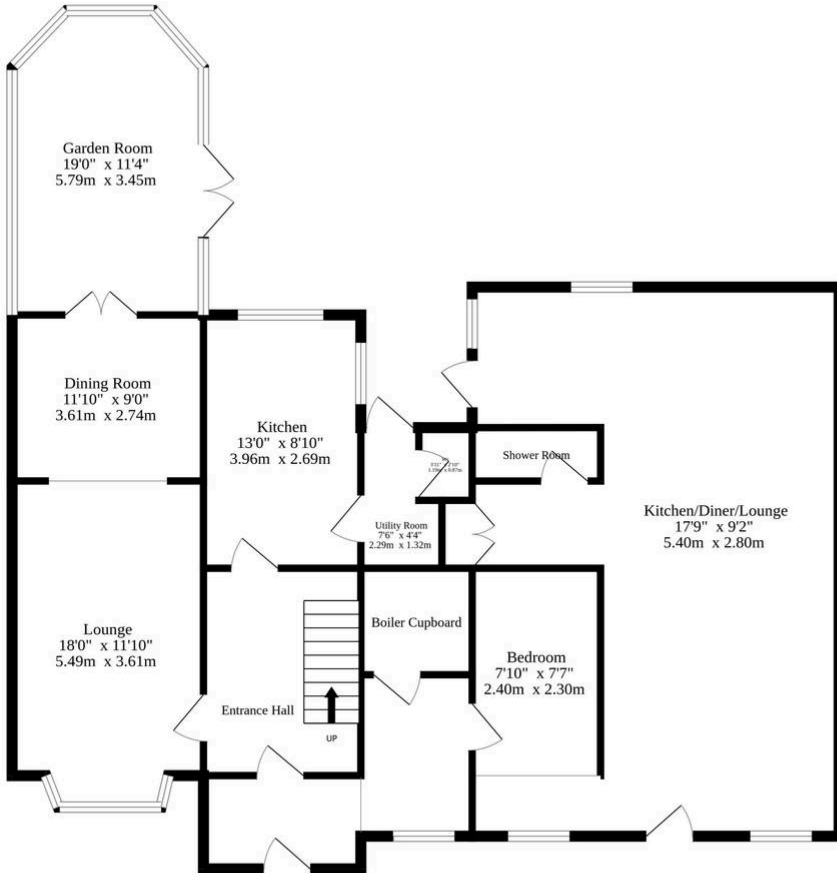 Garden Room
19'0" x 11'4"
5.79m x 3.45m
Dining Room
11'10" x 9'0"
3.61m x 2.74m
Kitchen
13'0" x 8'10"
3.96m x 2.69m
Shower Room
Kitchen/Diner/Lounge
17'9" x 9'2"
5.40m x 2.80m
Utility Room
7'6" x 4'4"
2.29m x 1.32m
Lounge
18'0" x 11'10"
5.49m x 3.61m
Boiler Cupboard
Bedroom
7'10" x 7'7"
2.40m x 2.30m
Entrance Hall
UP